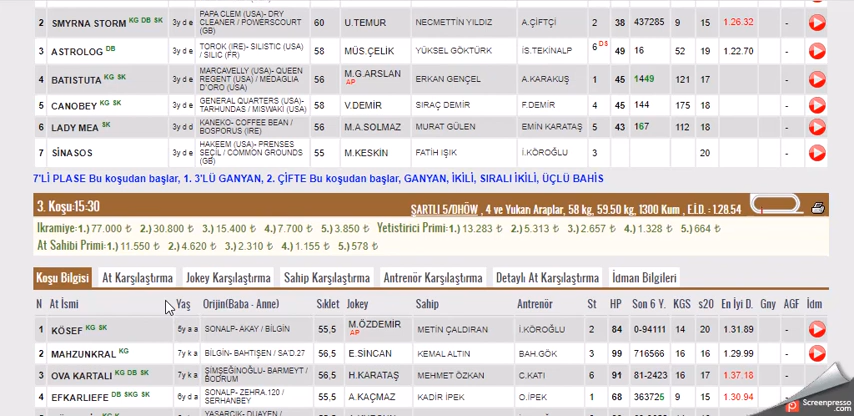 2 SMYRNA STORM KG DB SK 3y d e PAPA CLEM (USA)- DRY CLEANER / POWERSCOURT (GB) 60 U.TEMUR NECMETTİN YILDIZ A.ÇİFTÇİ 2 38 437285 9 15 1.26.32 -
3 ASTROLOG DB 3y d e TOROK (IRE)- SILISTIC (USA) / SILIC (FR) 58 MÜS.ÇELİK YÜKSEL GÖKTÜRK İS.TEKİNALP 6 DS 49 16 52 19 1.22.70 -
4 BATISTUTA KG SK 3y d e MARCAVELLY (USA)- QUEEN REGENT (USA) / MEDAGLIA D'ORO (USA) 56 M.G.ARSLAN AP ERKAN GENÇEL A.KARAKUŞ 1 45 1449 121 17 -
5 CANOBEY KG SK 3y d e GENERAL QUARTERS (USA)- TARHUNDAS / MISWAKI (USA) 58 V.DEMİR SIRAÇ DEMİR F.DEMİR 4 45 144 175 18 -
6 LADY MEA SK 3y d d KANEKO- COFFEE BEAN / BOSPORUS (IRE) 56 M.A.SOLMAZ MURAT GÜLEN EMİN KARATAŞ 5 43 167 112 18 -
7 SİNASOS 3y d e HAKEEM (USA)- PRENSES SEÇİL / COMMON GROUNDS (GB) 55 M.KESKİN FATİH IŞIK İ.KÖROĞLU 3 20 -
7'Lİ PLASE Bu koşudan başlar, 1. 3'LÜ GANYAN, 2. ÇİFTE Bu koşudan başlar, GANYAN, İKİLİ, SIRALI İKİLİ, ÜÇLÜ BAHİS
3. Koşu:15:30 ŞARTLI 5/DHÖW , 4 ve Yukarı Araplar, 58 kg, 59.50 kg, 1300 Kum , E.İ.D. : 1.28.54
Ikramiye:1.) 77.000 ₺ 2.) 30.800 ₺ 3.) 15.400 ₺ 4.) 7.700 ₺ 5.) 3.850 ₺ Yetistirici Primi:1.) 13.283 ₺ 2.) 5.313 ₺ 3.) 2.657 ₺ 4.) 1.328 ₺ 5.) 664 ₺
At Sahibi Primi:1.) 11.550 ₺ 2.) 4.620 ₺ 3.) 2.310 ₺ 4.) 1.155 ₺ 5.) 578 ₺
Koşu Bilgisi At Karşılaştırma Jokey Karşılaştırma Sahip Karşılaştırma Antrenör Karşılaştırma Detaylı At Karşılaştırma İdman Bilgileri
N At İsmi Yaş Orijin(Baba - Anne) Sıklet Jokey Sahip Antrenör St HP Son 6 Y. KGS s20 En İyi D. Gny AGF İdm
1 KÖSEF KG SK 6y a a SONALP- AKAY / BİLGİN 55,5 M.ÖZDEMİR AP METİN ÇALDIRAN İ.KÖROĞLU 2 84 0-94111 14 20 1.31.89 -
2 MAHZUNKRAL KG 7y k a BİLGİN- BAHTIŞEN / SA'D.27 56,5 E.SİNCAN KEMAL ALTIN BAH.GÖK 3 99 716566 16 16 1.29.99 -
3 OVA KARTALI KG DB SK 7y k a ŞİMŞEĞİNOĞLU- BARMEYT / BODRUM 56,5 H.KARATAŞ MEHMET ÖZKAN C.KATI 6 91 81-2423 16 17 1.37.18 -
4 EFKARLIEFE DB SKG SK 6y d a SONALP- ZEHRA.120 / SERHANBEY 55,5 A.KAÇMAZ KADİR İPEK Ö.İPEK 1 68 363725 9 15 1.30.94 -
Screenpresso
.com